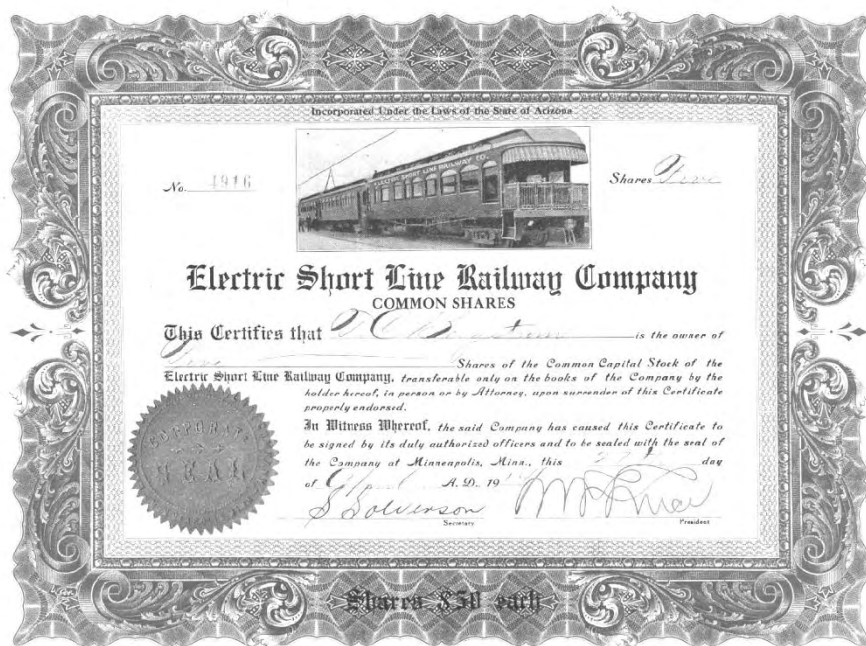 Incorporated Under the Laws of the State of Arizona
No. 4916
Shares Five
ELECTRIC SHORT LINE RAILWAY CO.
Electric Short Line Railway Company
COMMON SHARES
This Certifies that is the owner of
Five Shares of the Common Capital Stock of the
Electric Short Line Railway Company, transferable only on the books of the Company by the
holder hereof, in person or by Attorney, upon surrender of this Certificate
properly endorsed.
In Witness Whereof, the said Company has caused this Certificate to
be signed by its duly authorized officers and to be sealed with the seal of
the Company at Minneapolis, Minn., this 27th day
of April A.D. 19
CORPORATE
SEAL
S Solverson
Secretary
President
Shares $50 each